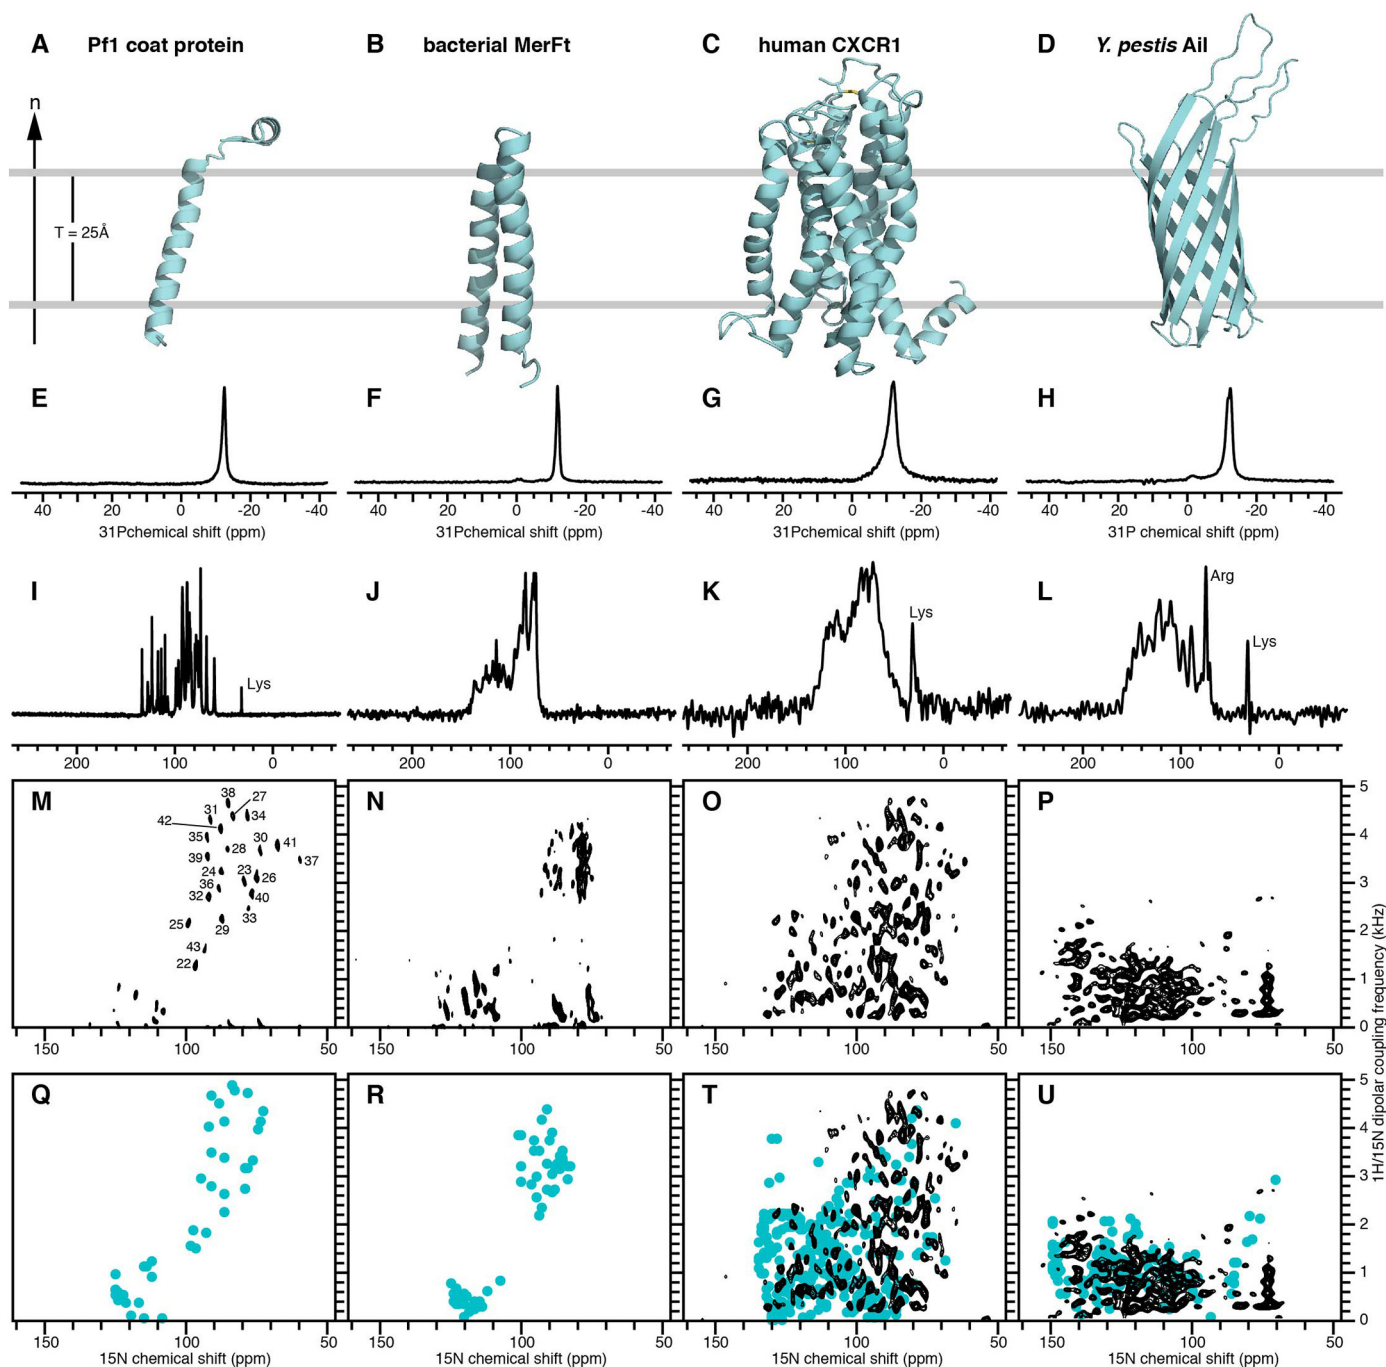 A Pf1 coat protein B bacterial MerFt C human CXCR1 D Y. pestis Ail
n
T = 25Å
E F G H
40 20 0 -20 -40 40 20 0 -20 -40 40 20 0 -20 -40 40 20 0 -20 -40
31Pchemical shift (ppm) 31Pchemical shift (ppm) 31Pchemical shift (ppm) 31P chemical shift (ppm)
I J K L
Arg
Lys
Lys
Lys
200 100 0 200 100 0 200 100 0 200 100 0
M N O P
38
27
31
34
42
35
30
41
28
39
37
24
23
26
36
32
40
33
25
29
43
22
5
4
3
2
1
0
150 100 50 150 100 50 150 100 50 150 100 50
1H/15N dipolar coupling frequency (kHz)
Q R T U
5
4
3
2
1
0
150 100 50 150 100 50 150 100 50 150 100 50
15N chemical shift (ppm) 15N chemical shift (ppm) 15N chemical shift (ppm) 15N chemical shift (ppm)